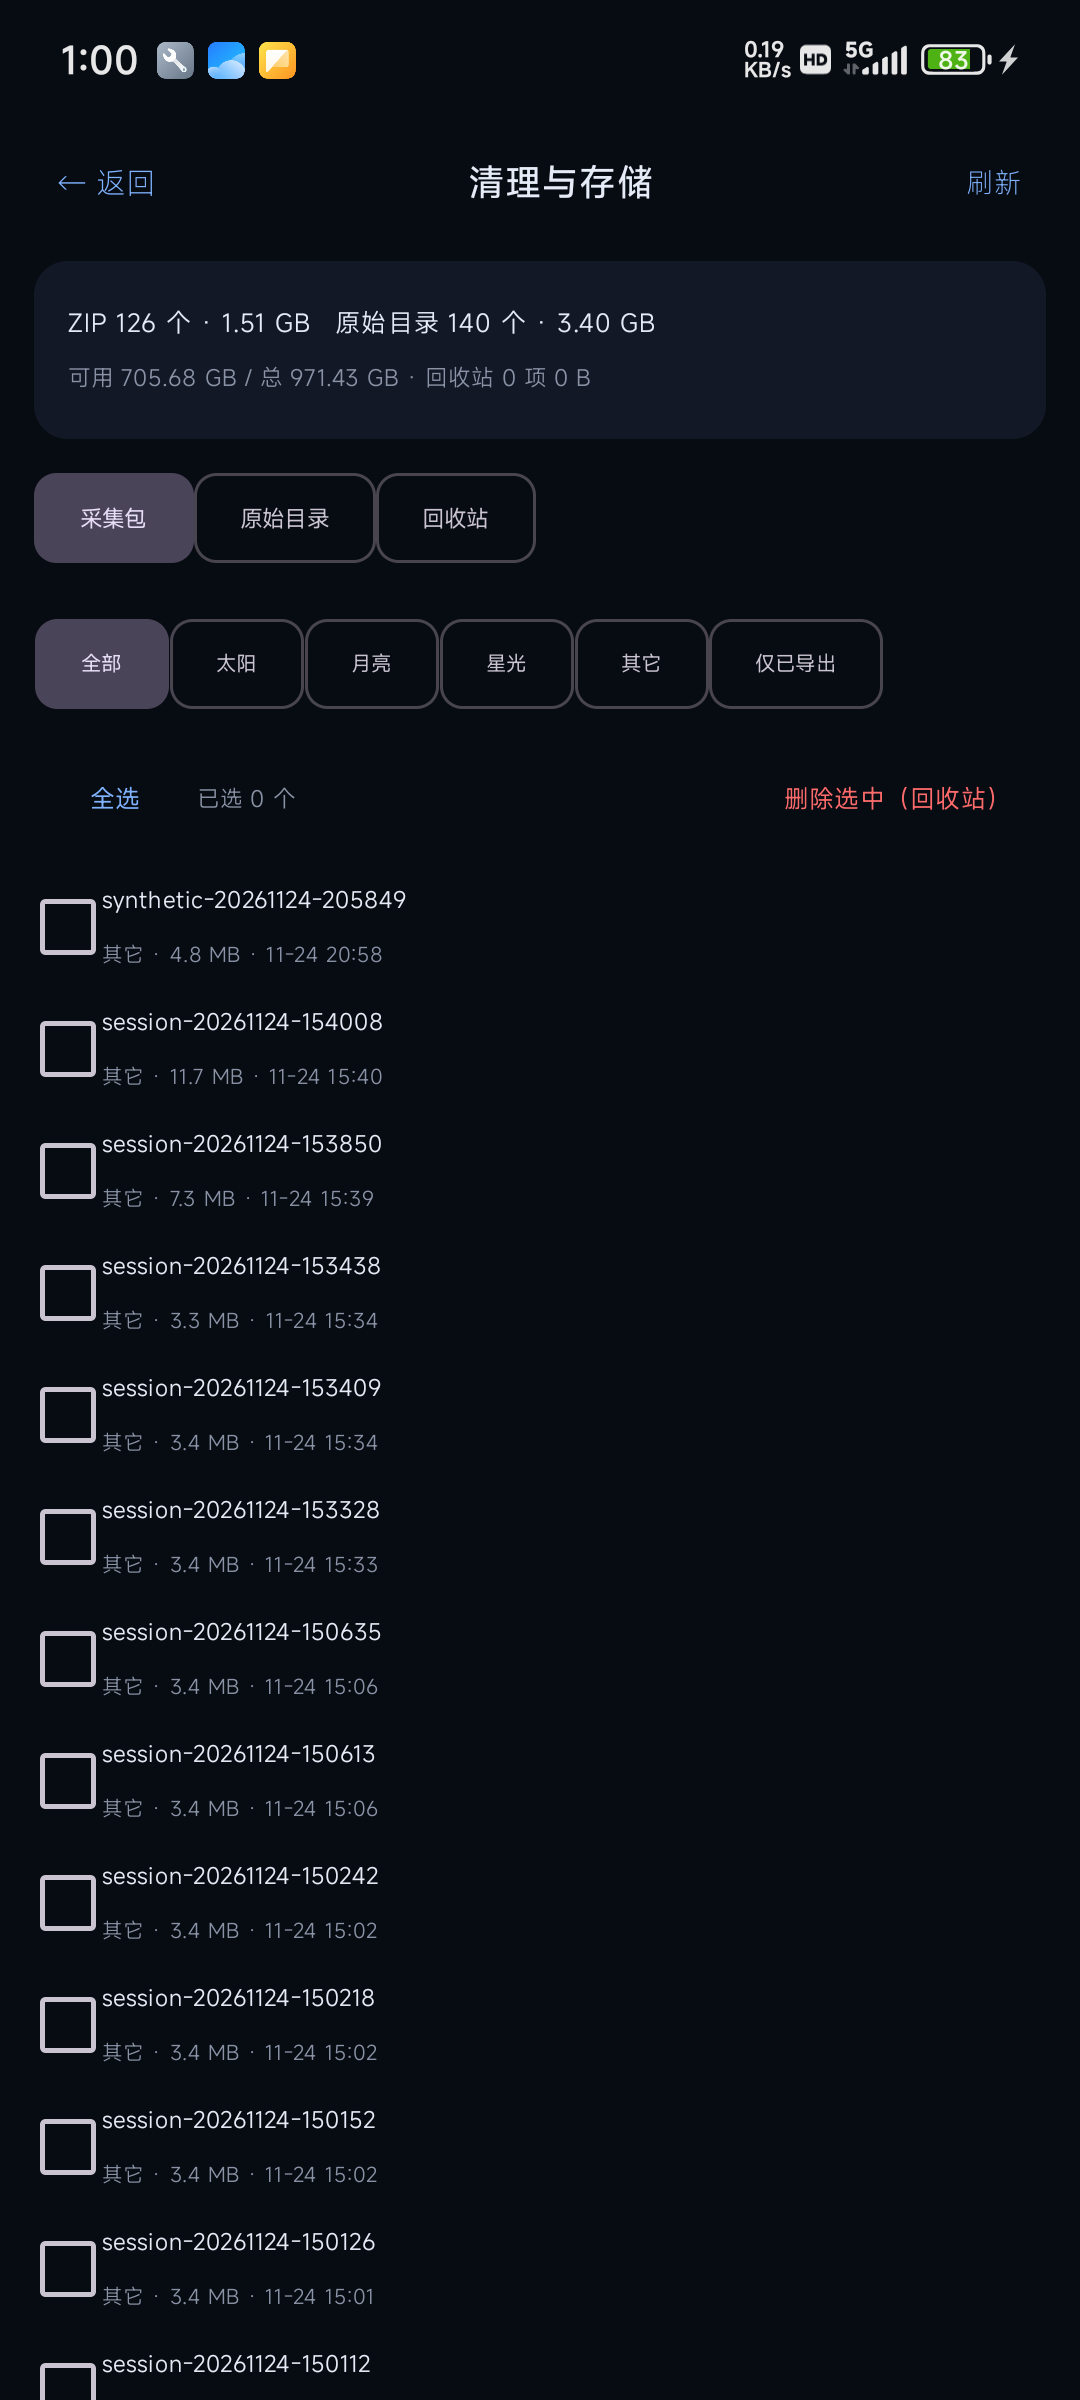 1:00
0.19 KB/s HD 5G 83
← 返回 清理与存储 刷新
ZIP 126 个 · 1.51 GB 原始目录 140 个 · 3.40 GB
可用 705.68 GB / 总 971.43 GB · 回收站 0 项 0 B
采集包 原始目录 回收站
全部 太阳 月亮 星光 其它 仅已导出
全选 已选 0 个 删除选中（回收站）
synthetic-20261124-205849
其它 · 4.8 MB · 11-24 20:58
session-20261124-154008
其它 · 11.7 MB · 11-24 15:40
session-20261124-153850
其它 · 7.3 MB · 11-24 15:39
session-20261124-153438
其它 · 3.3 MB · 11-24 15:34
session-20261124-153409
其它 · 3.4 MB · 11-24 15:34
session-20261124-153328
其它 · 3.4 MB · 11-24 15:33
session-20261124-150635
其它 · 3.4 MB · 11-24 15:06
session-20261124-150613
其它 · 3.4 MB · 11-24 15:06
session-20261124-150242
其它 · 3.4 MB · 11-24 15:02
session-20261124-150218
其它 · 3.4 MB · 11-24 15:02
session-20261124-150152
其它 · 3.4 MB · 11-24 15:02
session-20261124-150126
其它 · 3.4 MB · 11-24 15:01
session-20261124-150112